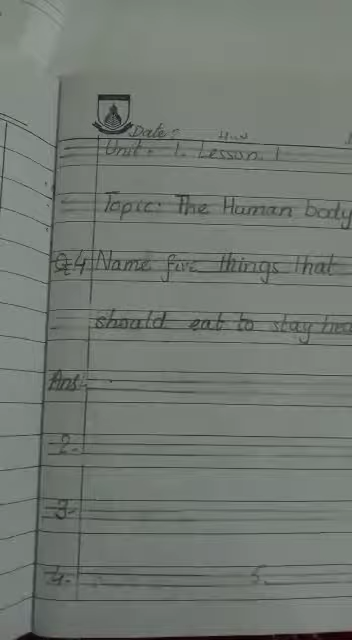 Date:
Unit: 1. Lesson. 1
Topic: The Human body
Q4 Name five things that
should eat to stay hea
Ans:-
2-
3-
4- 5.